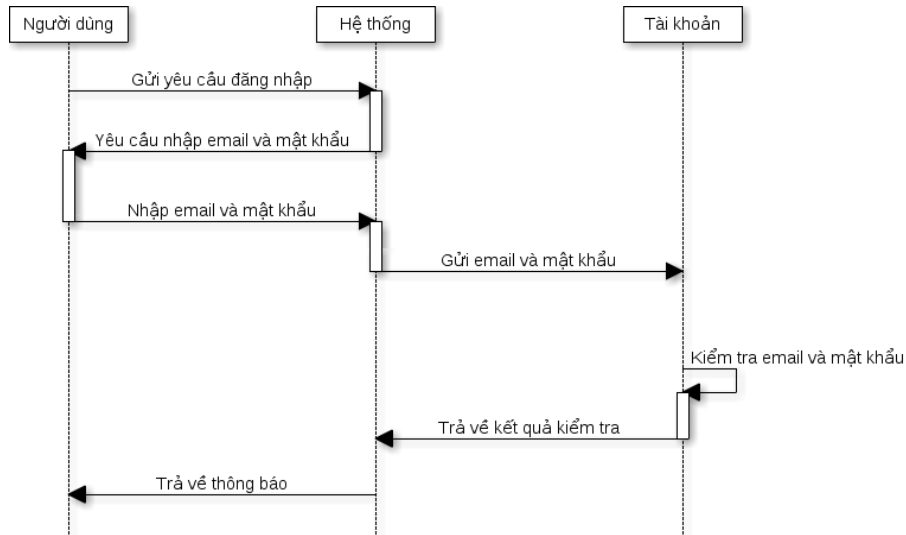 Người dùng
Hệ thống
Tài khoản
Gửi yêu cầu đăng nhập
Yêu cầu nhập email và mật khẩu
Nhập email và mật khẩu
Gửi email và mật khẩu
Kiểm tra email và mật khẩu
Trả về kết quả kiểm tra
Trả về thông báo